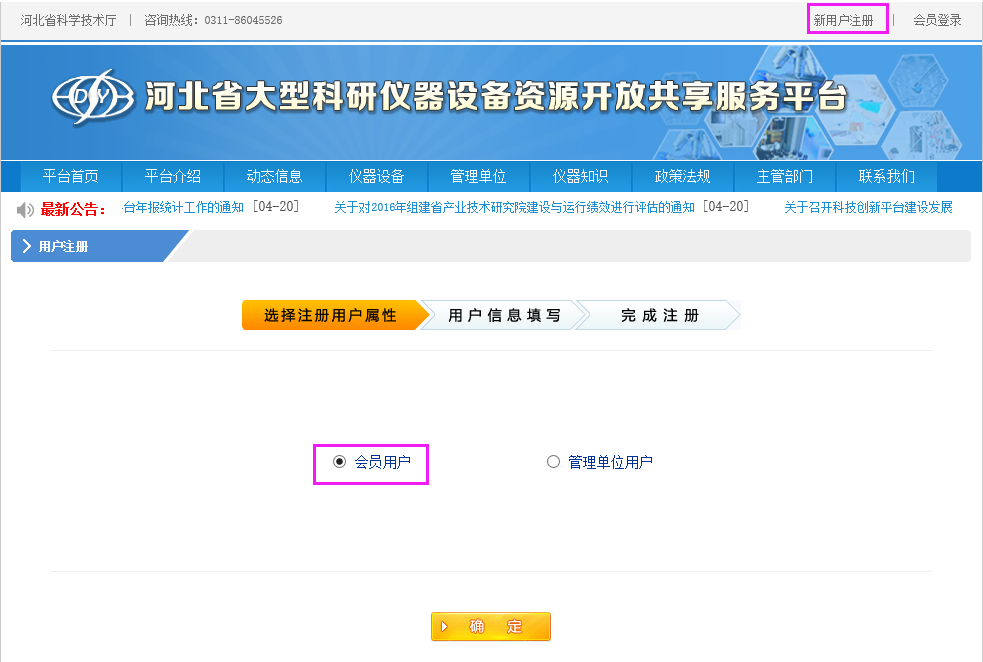 河北省科学技术厅 | 咨询热线：0311-86045526 新用户注册 | 会员登录
DSY 河北省大型科研仪器设备资源开放共享服务平台
平台首页 平台介绍 动态信息 仪器设备 管理单位 仪器知识 政策法规 主管部门 联系我们
最新公告： 台年报统计工作的通知 [04-20] 关于对2016年组建省产业技术研究院建设与运行绩效进行评估的通知 [04-20] 关于召开科技创新平台建设发展
用户注册
选择注册用户属性 用户信息填写 完成注册
会员用户 管理单位用户
确 定